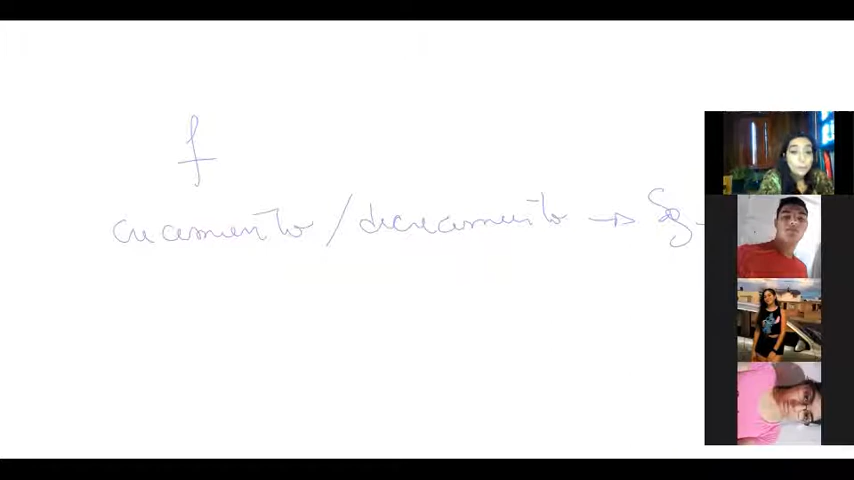 f
crecimiento / decrecimiento → Sg